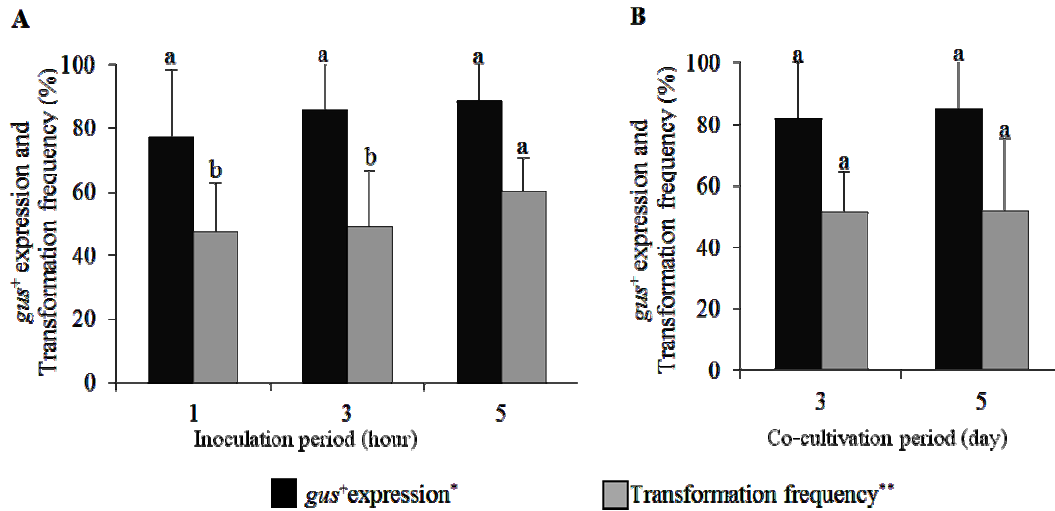 A
gus+ expression and
Transformation frequency (%)
100
80
60
40
20
0
a
b
a
b
a
a
1
3
5
Inoculation period (hour)
B
gus+ expression and
Transformation frequency (%)
100
80
60
40
20
0
a
a
a
a
3
5
Co-cultivation period (day)
gus+expression*
Transformation frequency**